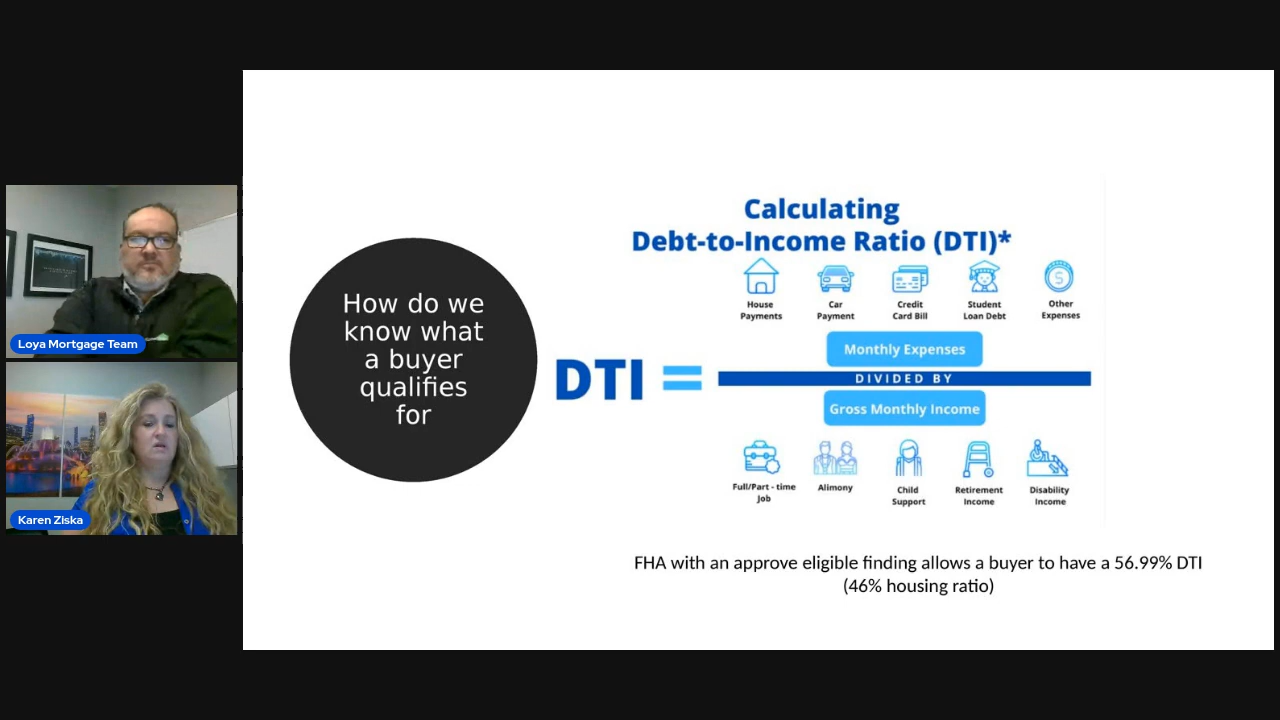 Loya Mortgage Team
Karen Ziska
How do we
know what
a buyer
qualifies
for
Calculating
Debt-to-Income Ratio (DTI)*
House
Payments
Car
Payment
Credit
Card Bill
Student
Loan Debt
Other
Expenses
Monthly Expenses
DTI =
DIVIDED BY
Gross Monthly Income
Full/Part - time
Job
Alimony
Child
Support
Retirement
Income
Disability
Income
FHA with an approve eligible finding allows a buyer to have a 56.99% DTI
(46% housing ratio)